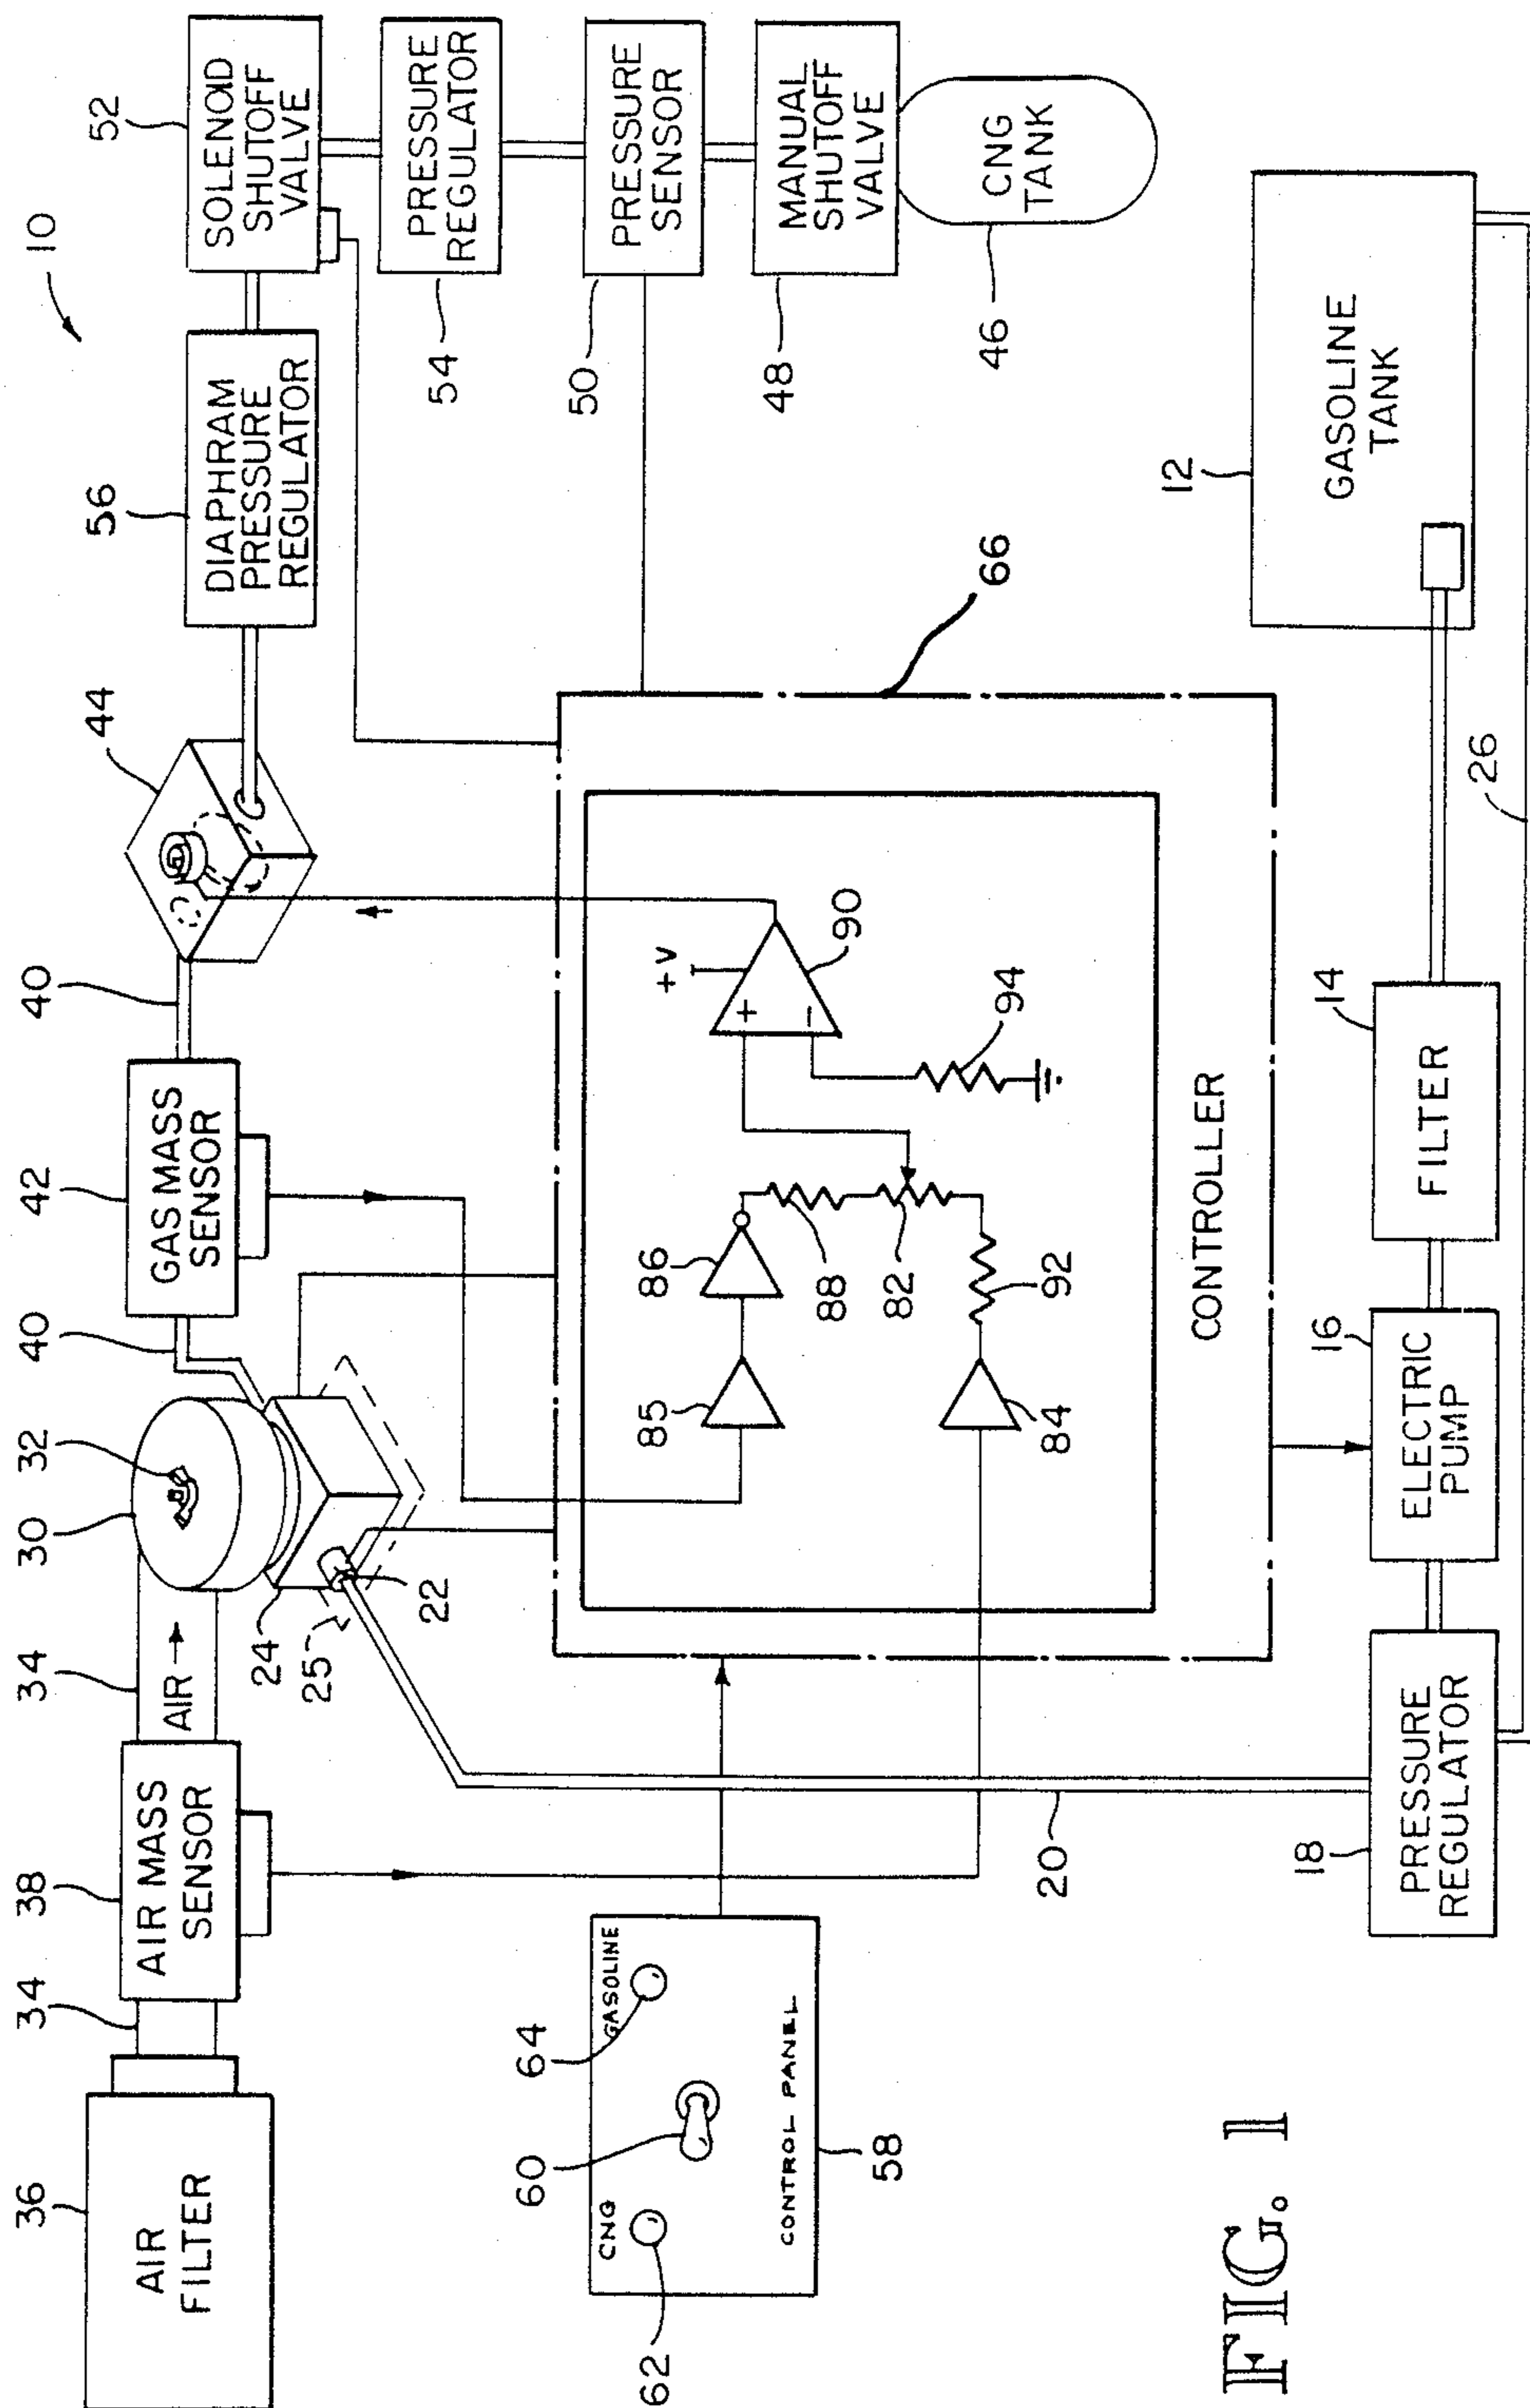 36
34
38
34
30
32
40
42
40
44
56
52
10
AIR
FILTER
AIR MASS
SENSOR
AIR →
GAS MASS
SENSOR
DIAPHRAM
PRESSURE
REGULATOR
SOLENOID
SHUTOFF
VALVE
24
25
22
PRESSURE
REGULATOR
54
PRESSURE
SENSOR
50
MANUAL
SHUTOFF
VALVE
48
CNG
TANK
46
60
64
CNG
GASOLINE
CONTROL PANEL
62
58
85
86
88
82
84
92
+V
+
−
90
94
66
CONTROLLER
20
18
PRESSURE
REGULATOR
16
ELECTRIC
PUMP
14
FILTER
12
GASOLINE
TANK
26
FIG. 1